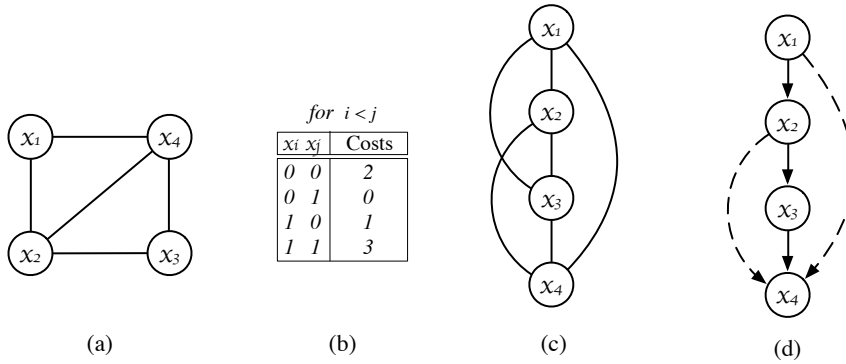 x1
x4
x2
x3
(a)
for i < j
xi xj Costs
0 0 2
0 1 0
1 0 1
1 1 3
(b)
x1
x2
x3
x4
(c)
x1
x2
x3
x4
(d)